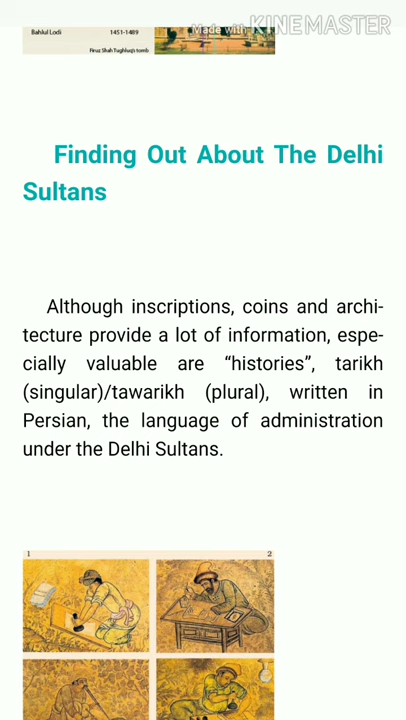 Made with KINEMASTER
Bahlul Lodi 1451-1489
Firuz Shah Tughluq's tomb
Finding Out About The Delhi
Sultans
Although inscriptions, coins and archi-
tecture provide a lot of information, espe-
cially valuable are “histories”, tarikh
(singular)/tawarikh (plural), written in
Persian, the language of administration
under the Delhi Sultans.
1 2